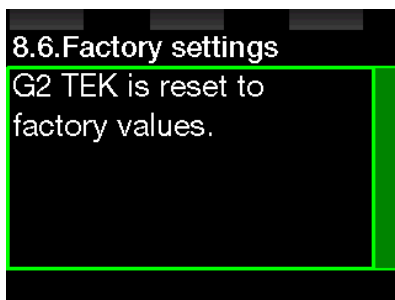 8.6.Factory settings
G2 TEK is reset to
factory values.